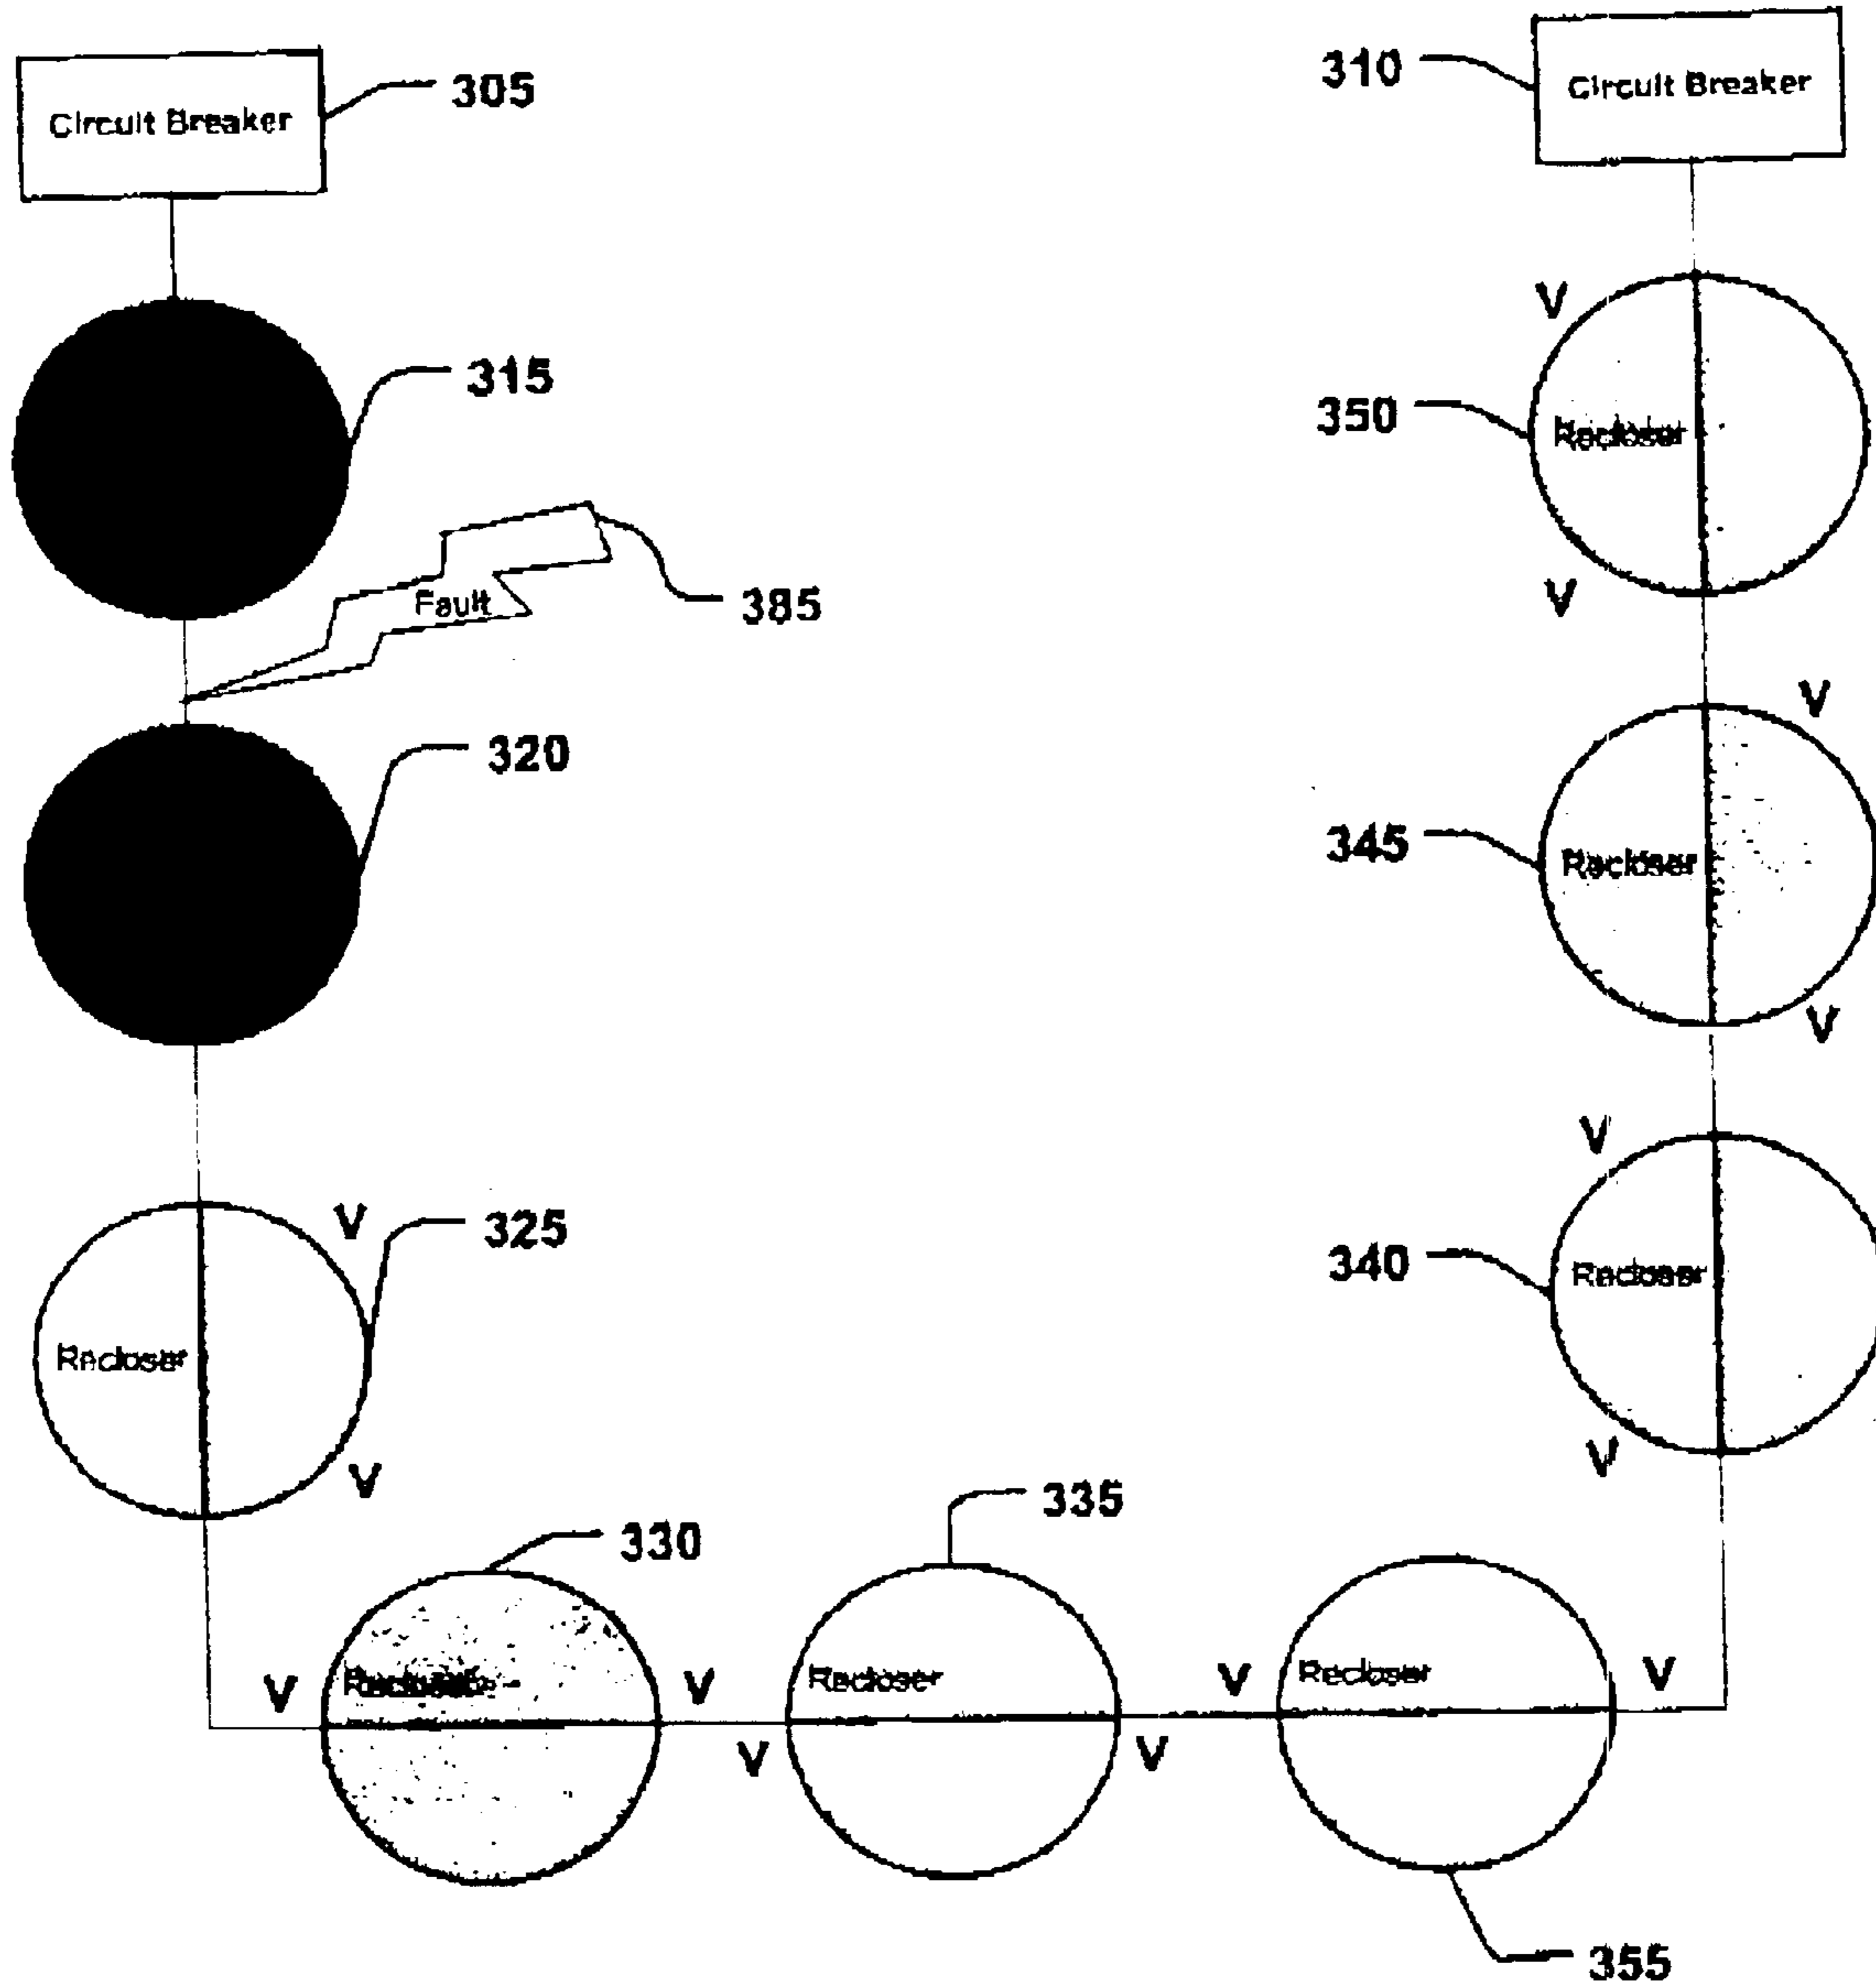 Circuit Breaker
305
310
Circuit Breaker
315
V
350
Recloser
Fault
385
V
320
V
345
Recloser
V
V
V
325
340
Recloser
Recloser
V
V
335
330
V
V
Recloser
V
Recloser
V
V
V
355